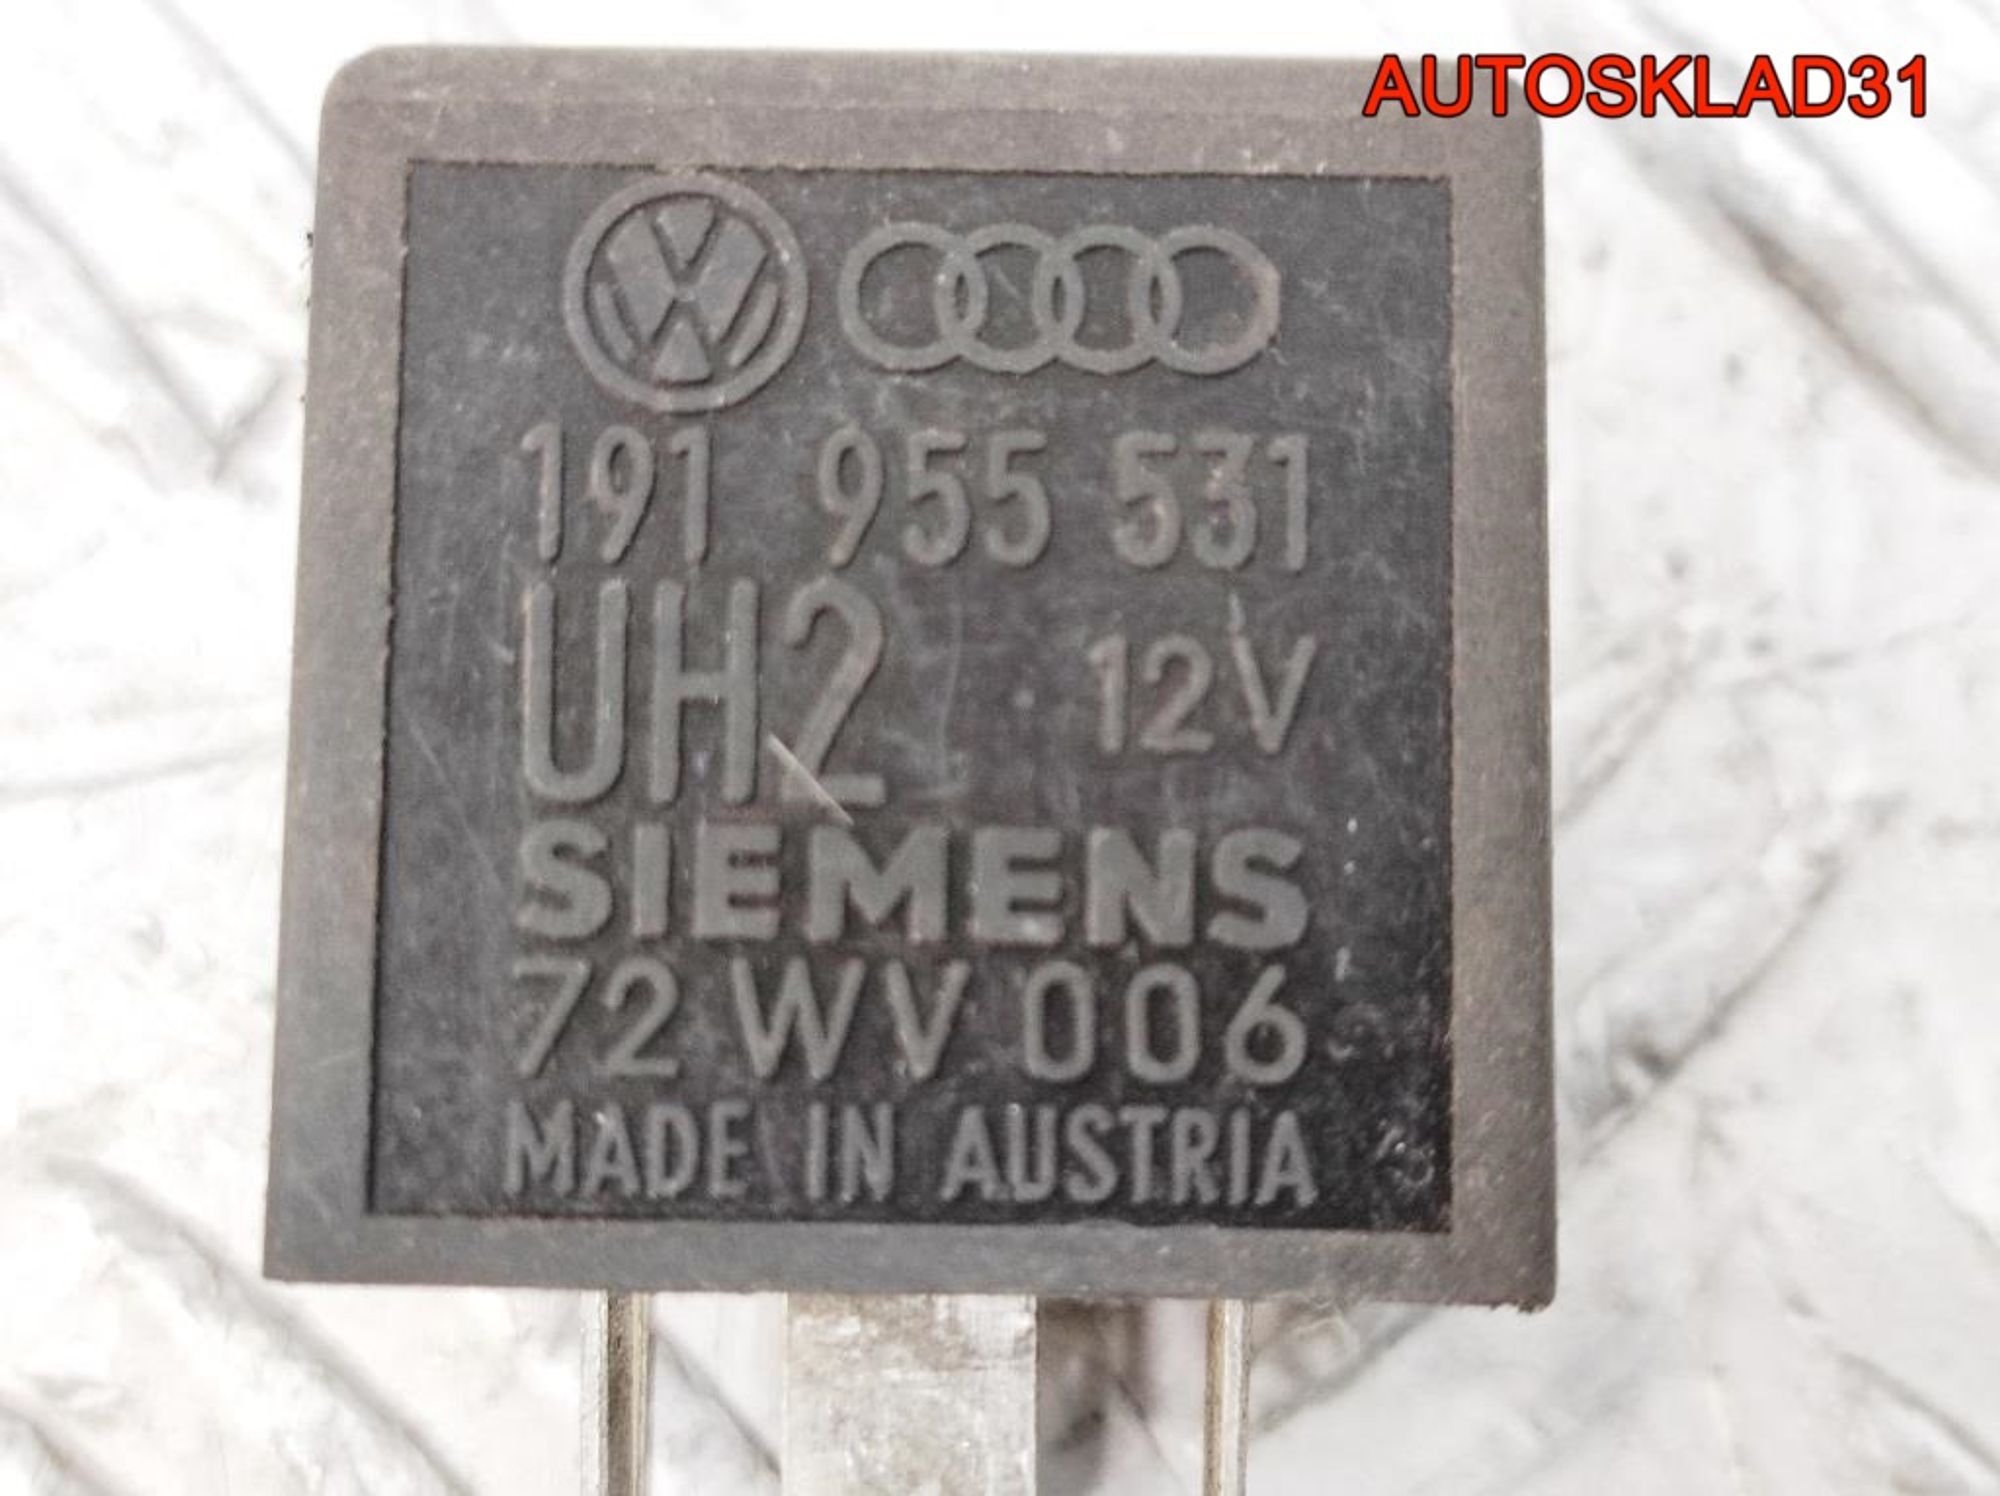 AUTOSKLAD31
191 955 531
UH2 12V
SIEMENS
72 WV 006
MADE IN AUSTRIA